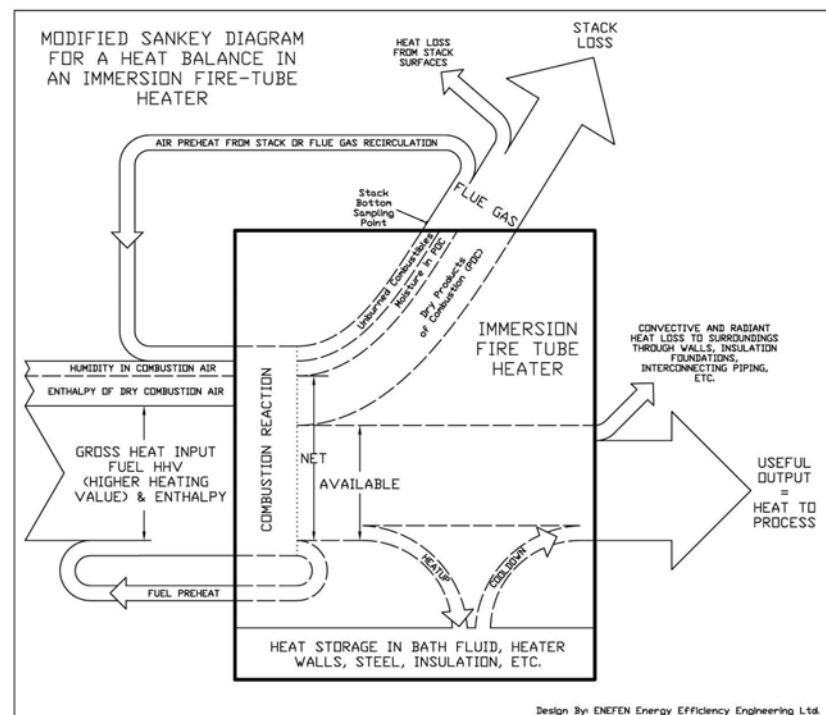 MODIFIED SANKEY DIAGRAM
FOR A HEAT BALANCE IN
AN IMMERSION FIRE-TUBE
HEATER
HEAT LOSS
FROM STACK
SURFACES
STACK
LOSS
AIR PREHEAT FROM STACK OR FLUE GAS RECIRCULATION
FLUE GAS
Stack
Bottom
Sampling
Point
Unburned Combustibles
Moisture in PDC
Dry Products
of Combustion (PDC)
IMMERSION
FIRE TUBE
HEATER
CONVECTIVE AND RADIANT
HEAT LOSS TO SURROUNDINGS
THROUGH WALLS, INSULATION
FOUNDATIONS,
INTERCONNECTING PIPING,
ETC.
HUMIDITY IN COMBUSTION AIR
ENTHALPY OF DRY COMBUSTION AIR
COMBUSTION REACTION
GROSS HEAT INPUT
FUEL HHV
(HIGHER HEATING
VALUE) & ENTHALPY
NET
AVAILABLE
USEFUL
OUTPUT
=
HEAT TO
PROCESS
HEATUP
COOLDOWN
FUEL PREHEAT
HEAT STORAGE IN BATH FLUID, HEATER
WALLS, STEEL, INSULATION, ETC.
Design By: ENEFEN Energy Efficiency Engineering Ltd.